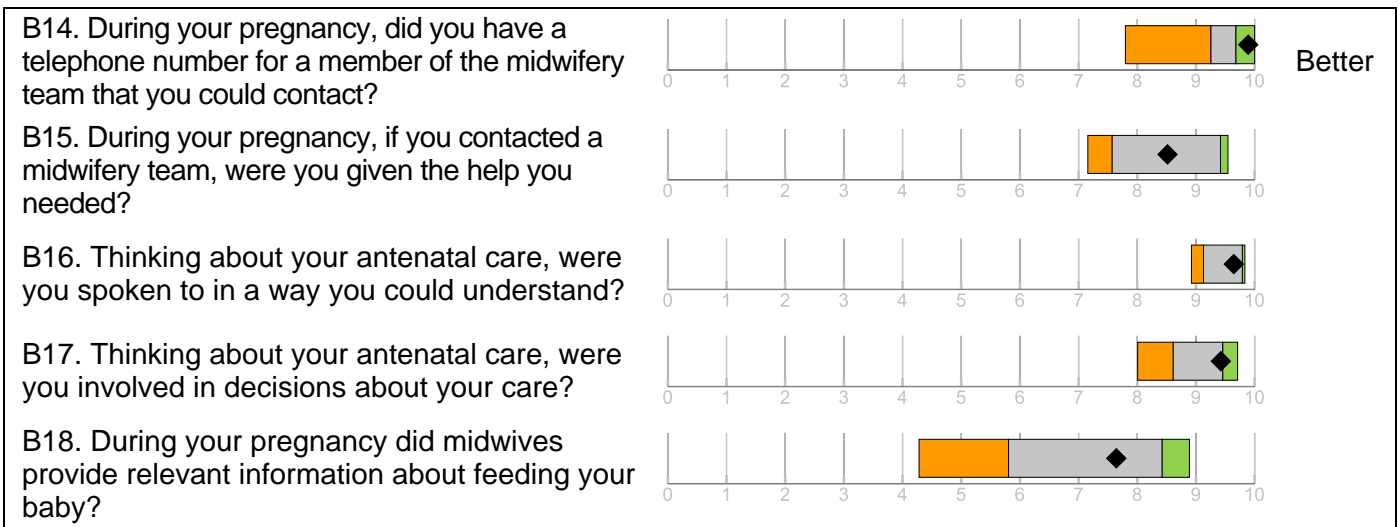 B14. During your pregnancy, did you have a
telephone number for a member of the midwifery
team that you could contact?
0 1 2 3 4 5 6 7 8 9 10
Better
B15. During your pregnancy, if you contacted a
midwifery team, were you given the help you
needed?
0 1 2 3 4 5 6 7 8 9 10
B16. Thinking about your antenatal care, were
you spoken to in a way you could understand?
0 1 2 3 4 5 6 7 8 9 10
B17. Thinking about your antenatal care, were
you involved in decisions about your care?
0 1 2 3 4 5 6 7 8 9 10
B18. During your pregnancy did midwives
provide relevant information about feeding your
baby?
0 1 2 3 4 5 6 7 8 9 10